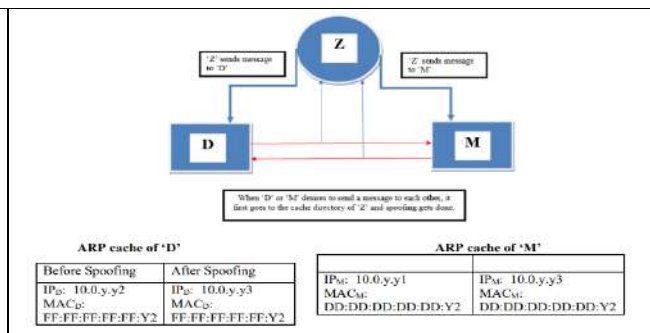 Z
'Z' sends message
to 'D'
'Z' sends message
to 'M'
D
M
When 'D' or 'M' desires to send a message to each other, it
first goes to the cache directory of 'Z' and spoofing gets done.
ARP cache of 'D'
Before Spoofing After Spoofing
IPD: 10.0.y.y2 IPD: 10.0.y.y3
MACD: MACD:
FF:FF:FF:FF:FF:Y2 FF:FF:FF:FF:FF:Y2
ARP cache of 'M'
IPM: 10.0.y.y1 IPM: 10.0.y.y3
MACM: MACM:
DD:DD:DD:DD:DD:Y2 DD:DD:DD:DD:DD:Y2